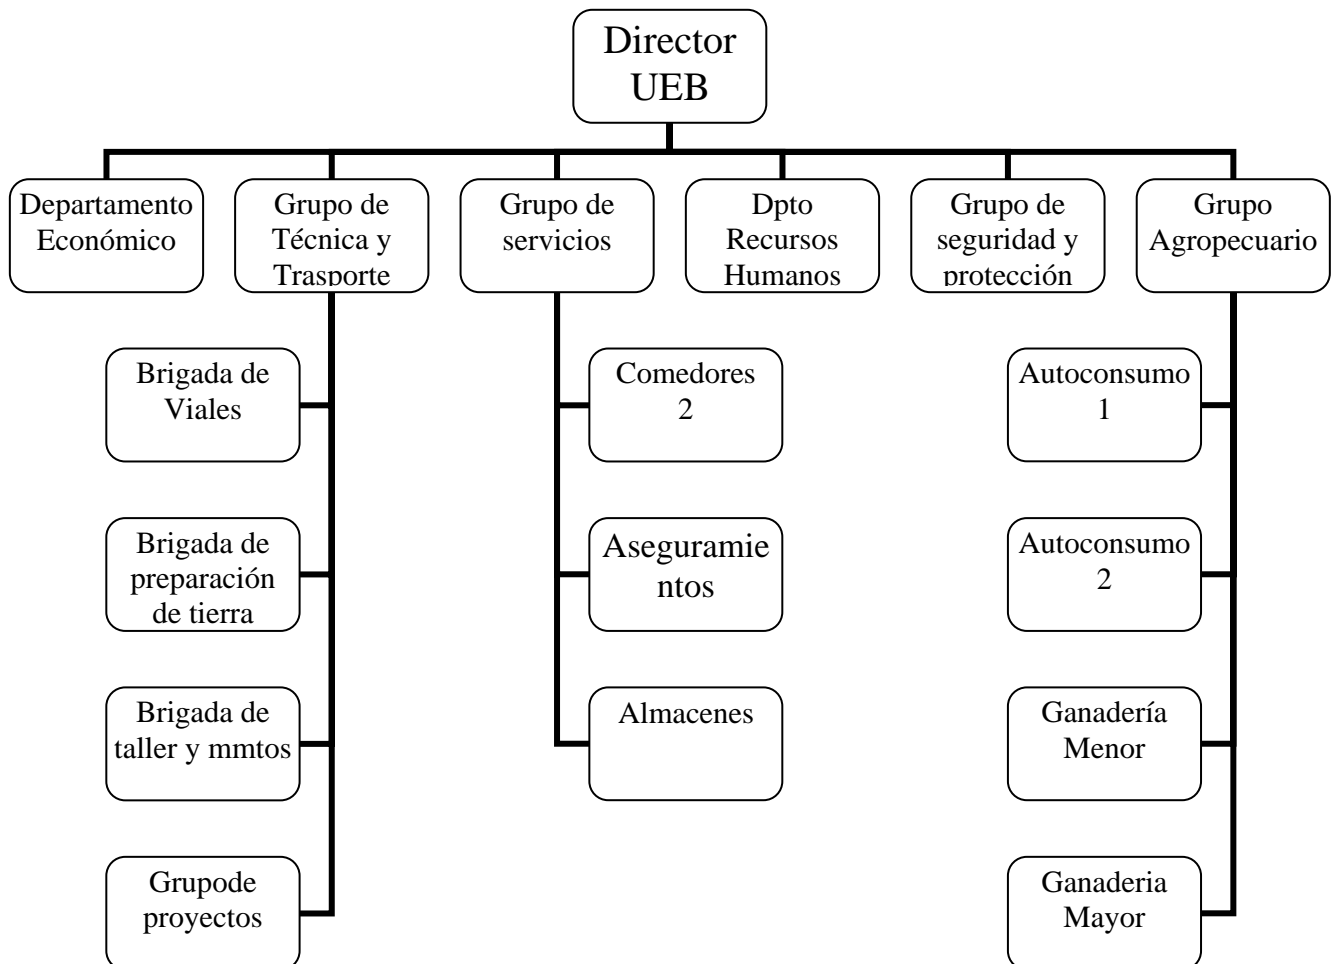 Director
UEB
Departamento
Económico
Grupo de
Técnica y
Trasporte
Grupo de
servicios
Dpto
Recursos
Humanos
Grupo de
seguridad y
protección
Grupo
Agropecuario
Brigada de
Viales
Comedores
2
Autoconsumo
1
Brigada de
preparación
de tierra
Aseguramie
ntos
Autoconsumo
2
Brigada de
taller y mmtos
Almacenes
Ganadería
Menor
Grupode
proyectos
Ganaderia
Mayor